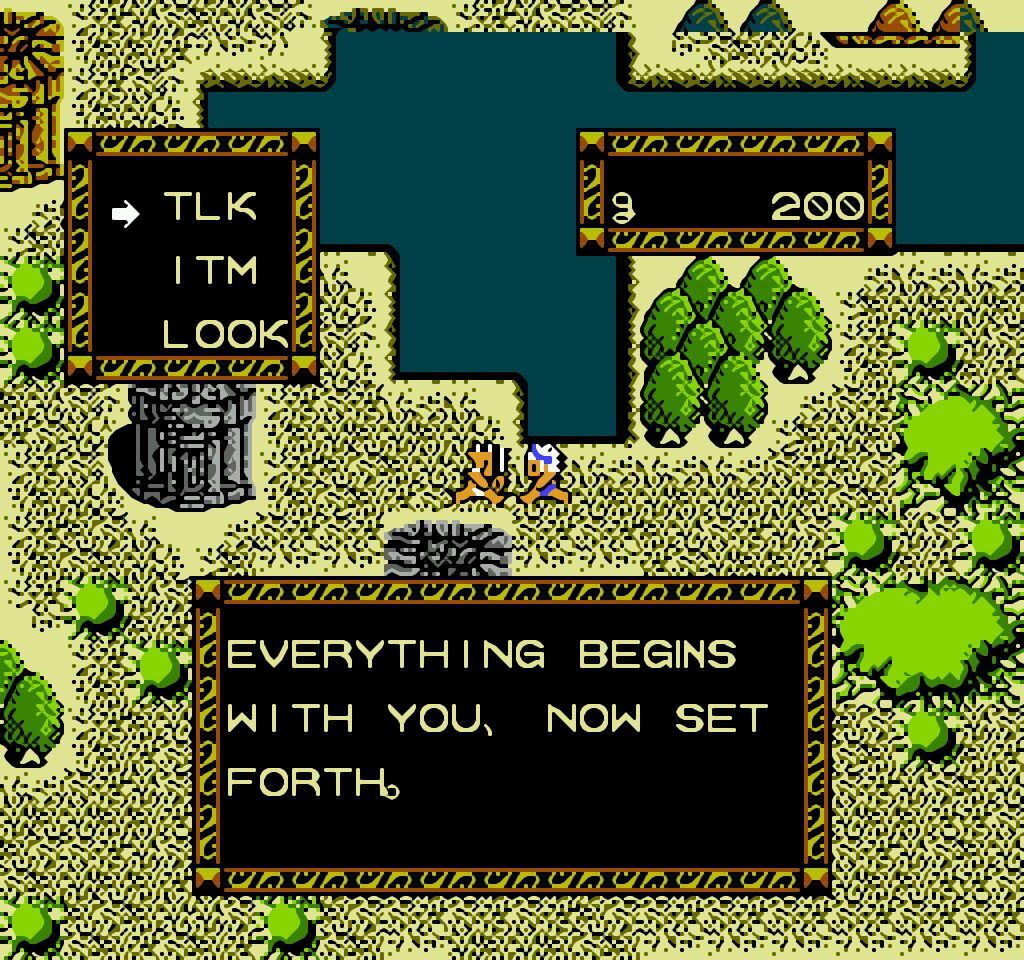 TLK
ITM
LOOK
g 200
EVERYTHING BEGINS
WITH YOU、 NOW SET
FORTH。